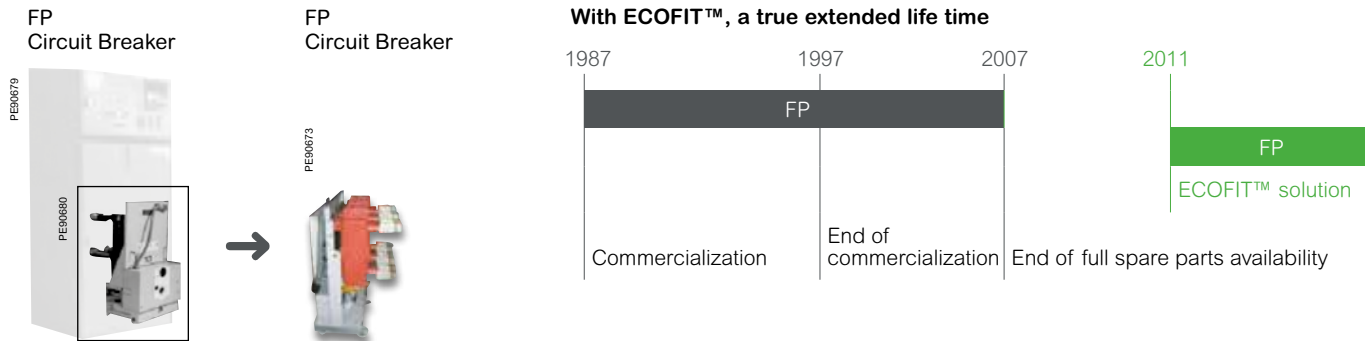 FP
Circuit Breaker
PE90679
PE90680
FP
Circuit Breaker
PE90673
With ECOFIT™, a true extended life time
1987
1997
2007
2011
FP
FP
ECOFIT™ solution
Commercialization
End of
commercialization
End of full spare parts availability